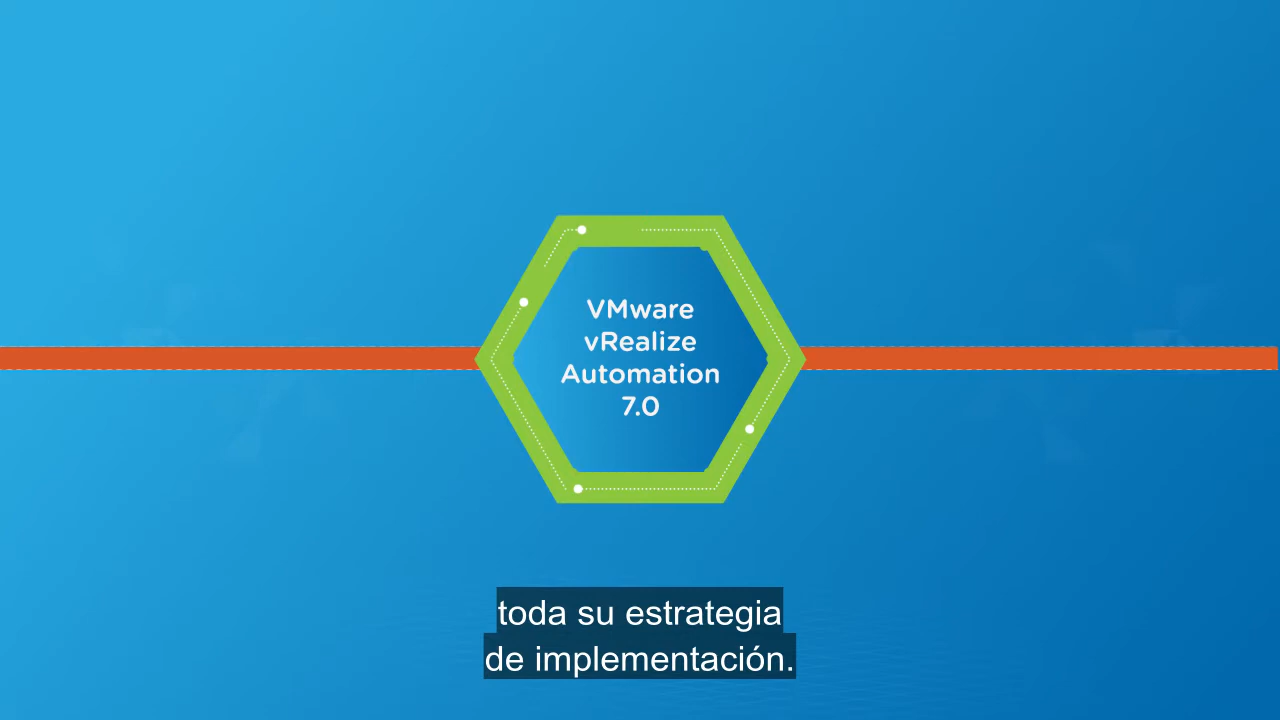 VMware
vRealize
Automation
7.0
toda su estrategia
de implementación.